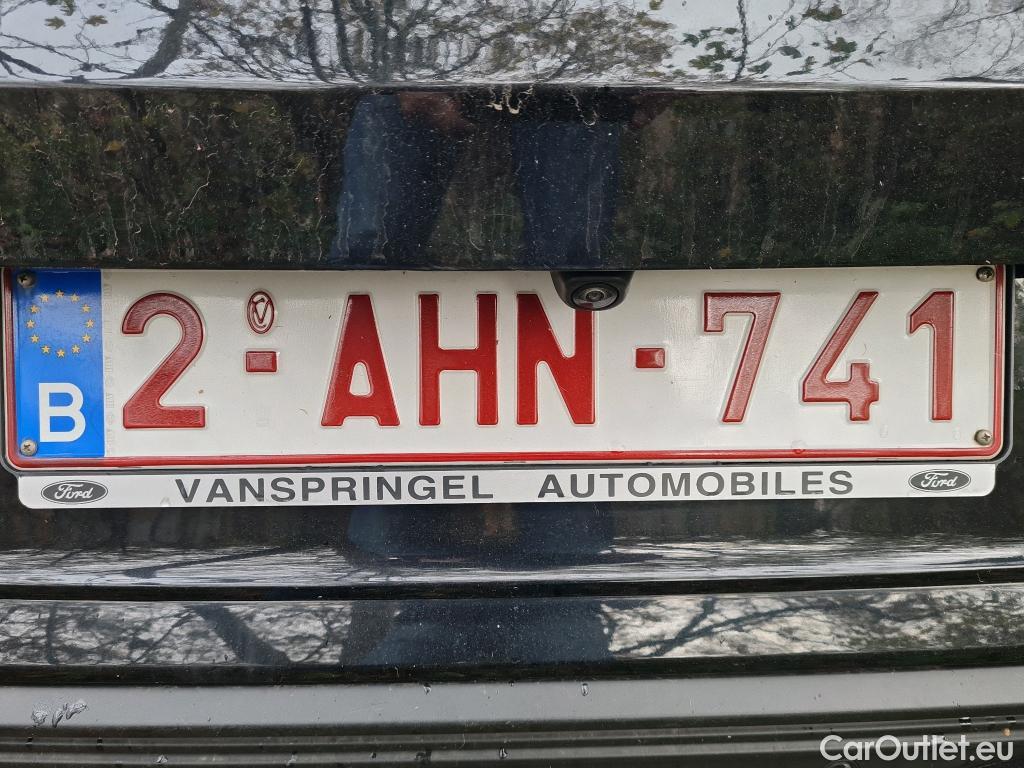 B 2-AHN-741
Ford VANSPRINGEL AUTOMOBILES Ford
CarOutlet.eu